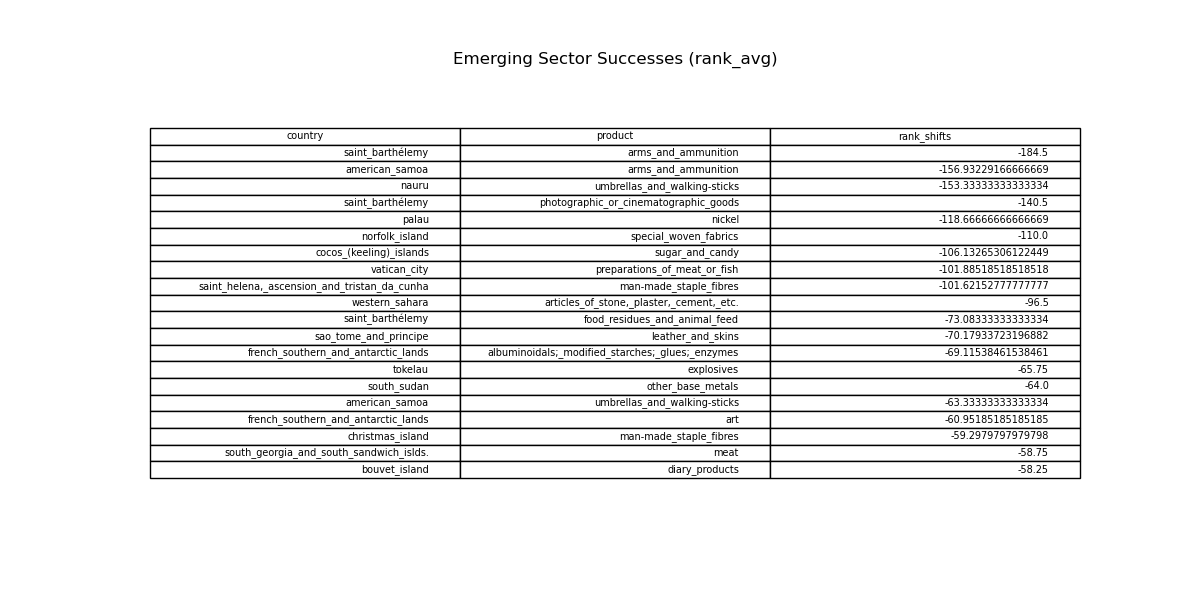 Emerging Sector Successes (rank_avg)
country product rank_shifts
saint_barthélemy arms_and_ammunition -184.5
american_samoa arms_and_ammunition -156.93229166666669
nauru umbrellas_and_walking-sticks -153.33333333333334
saint_barthélemy photographic_or_cinematographic_goods -140.5
palau nickel -118.66666666666669
norfolk_island special_woven_fabrics -110.0
cocos_(keeling)_islands sugar_and_candy -106.13265306122449
vatican_city preparations_of_meat_or_fish -101.88518518518518
saint_helena,_ascension_and_tristan_da_cunha man-made_staple_fibres -101.62152777777777
western_sahara articles_of_stone,_plaster,_cement,_etc. -96.5
saint_barthélemy food_residues_and_animal_feed -73.08333333333334
sao_tome_and_principe leather_and_skins -70.17933723196882
french_southern_and_antarctic_lands albuminoidals;_modified_starches;_glues;_enzymes -69.11538461538461
tokelau explosives -65.75
south_sudan other_base_metals -64.0
american_samoa umbrellas_and_walking-sticks -63.33333333333334
french_southern_and_antarctic_lands art -60.95185185185185
christmas_island man-made_staple_fibres -59.2979797979798
south_georgia_and_south_sandwich_islds. meat -58.75
bouvet_island diary_products -58.25